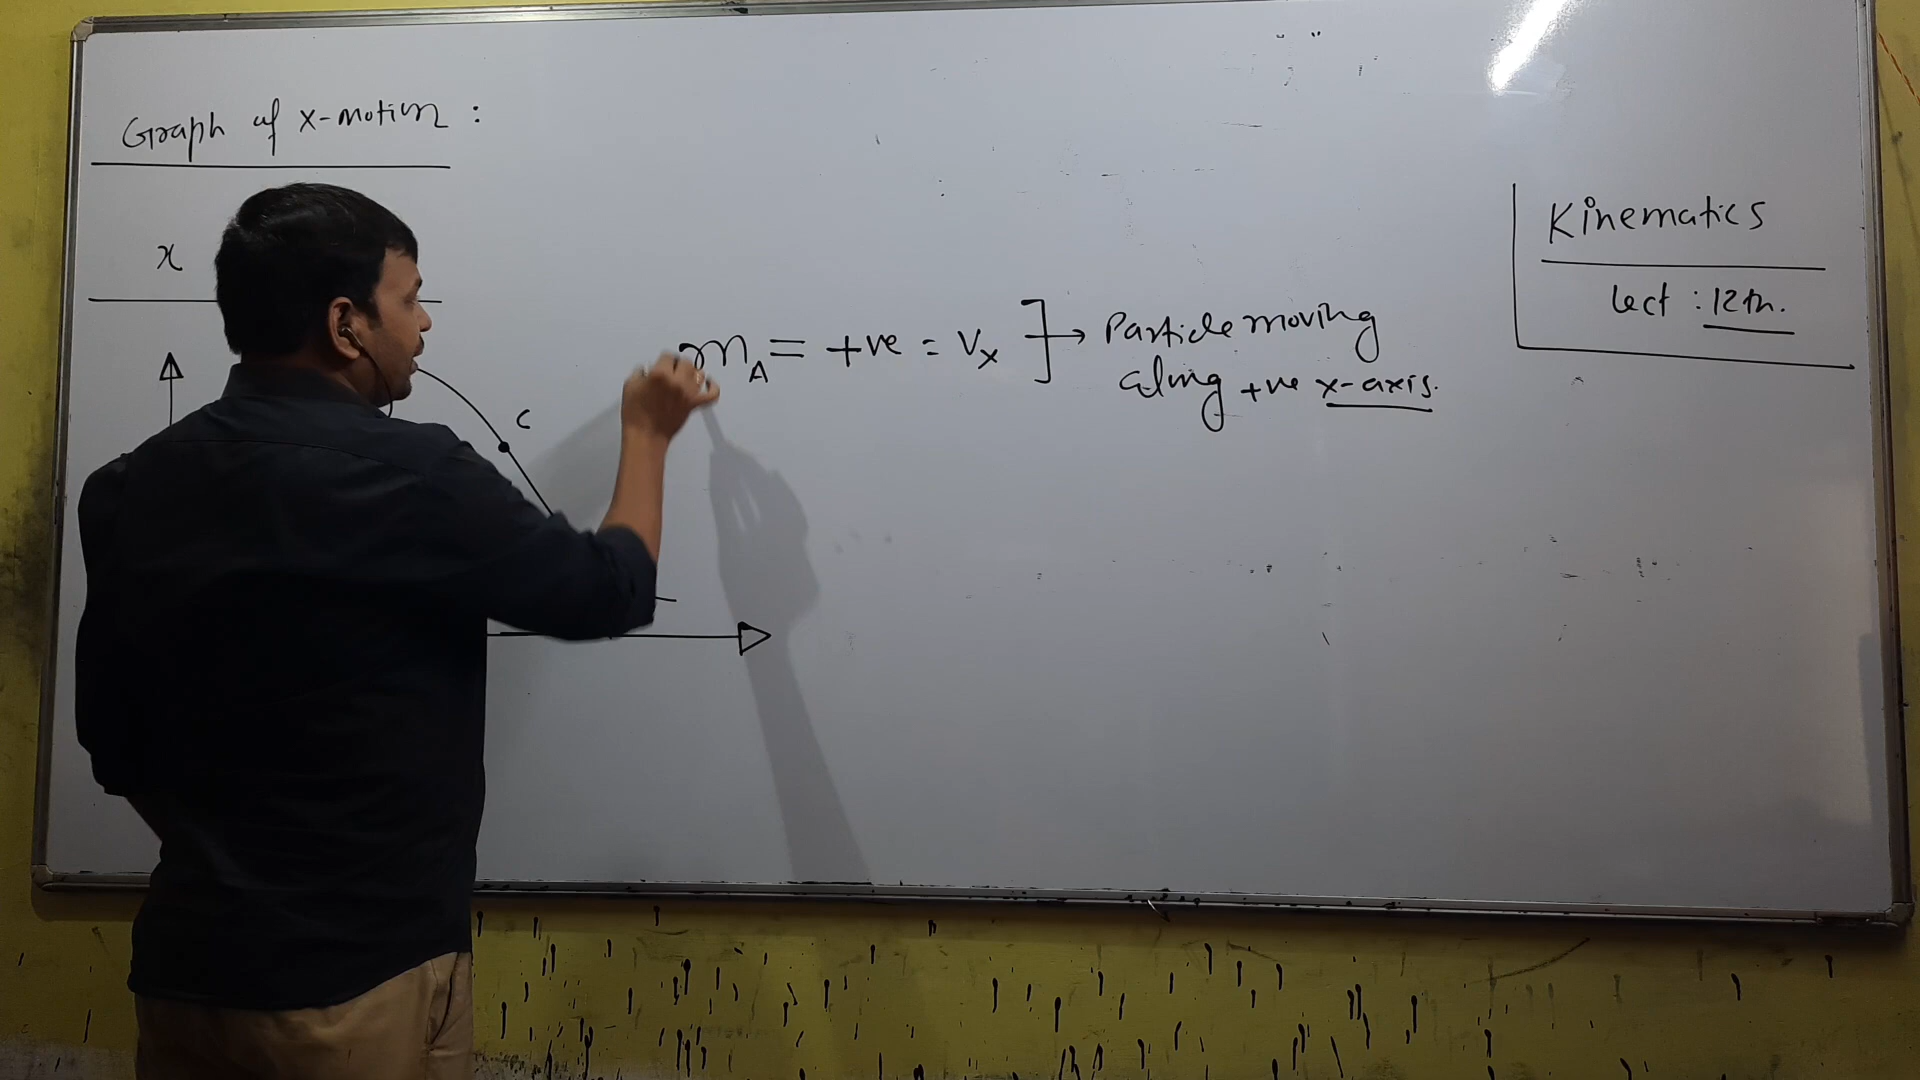 Graph of x-motion :
x
C
m_A = +ve = V_x ] → Particle moving
along +ve x-axis.
Kinematics
Lect : 12th.